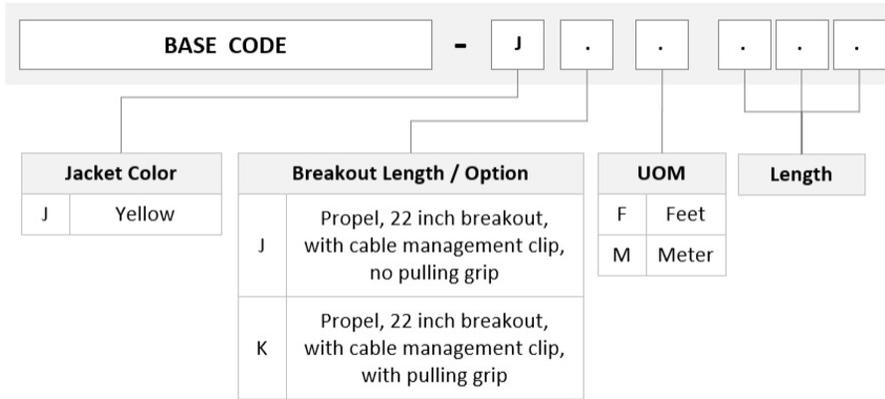 BASE CODE - J . . . . .
Jacket Color
J Yellow
Breakout Length / Option
J Propel, 22 inch breakout,
with cable management clip,
no pulling grip
K Propel, 22 inch breakout,
with cable management clip,
with pulling grip
UOM
F Feet
M Meter
Length